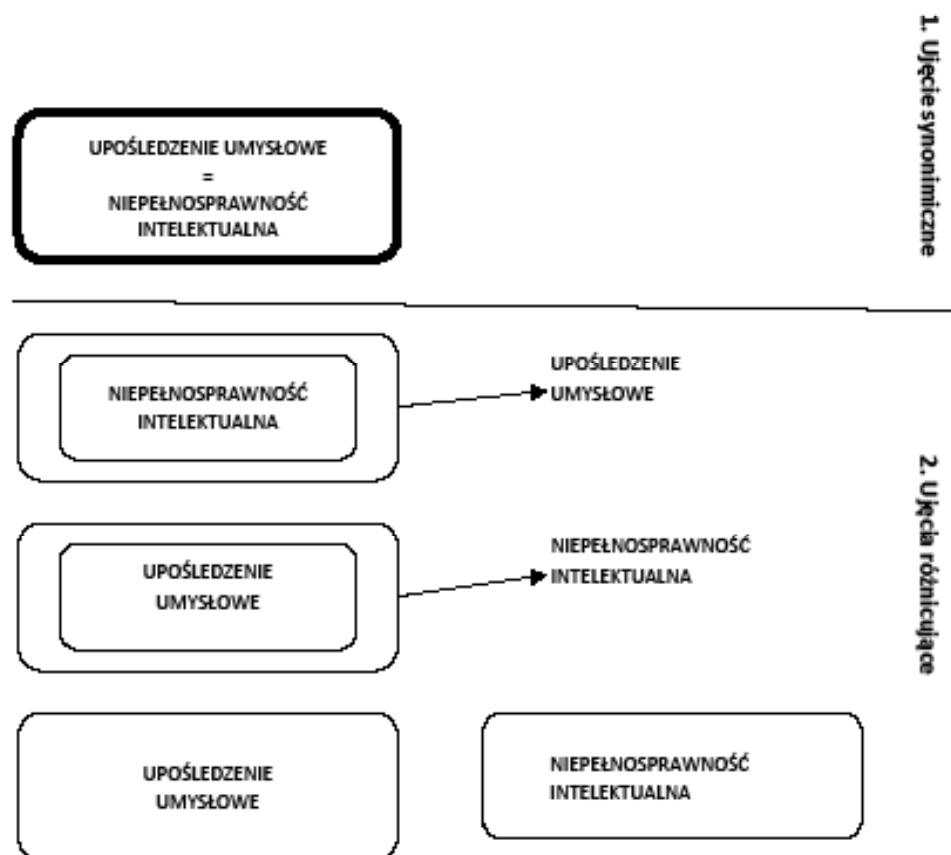 1. Ujęcie synonimiczne
UPOŚLEDZENIE UMYSŁOWE
=
NIEPEŁNOSPRAWNOŚĆ
INTELEKTUALNA
2. Ujęcia różnicujące
NIEPEŁNOSPRAWNOŚĆ
INTELEKTUALNA
UPOŚLEDZENIE
UMYSŁOWE
UPOŚLEDZENIE
UMYSŁOWE
NIEPEŁNOSPRAWNOŚĆ
INTELEKTUALNA
UPOŚLEDZENIE
UMYSŁOWE
NIEPEŁNOSPRAWNOŚĆ
INTELEKTUALNA